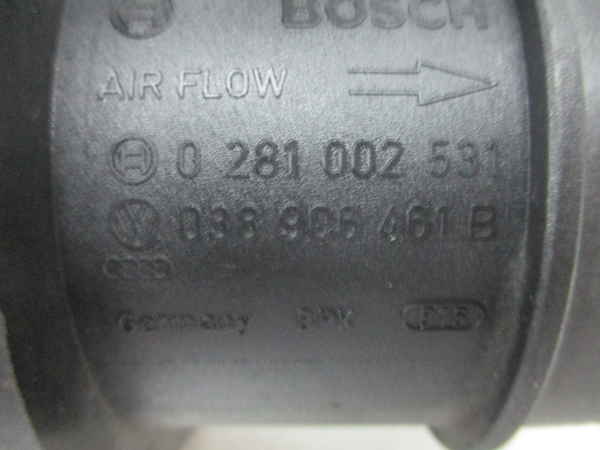 BOSCH
AIR FLOW
0 281 002 531
038 906 461 B
Germany